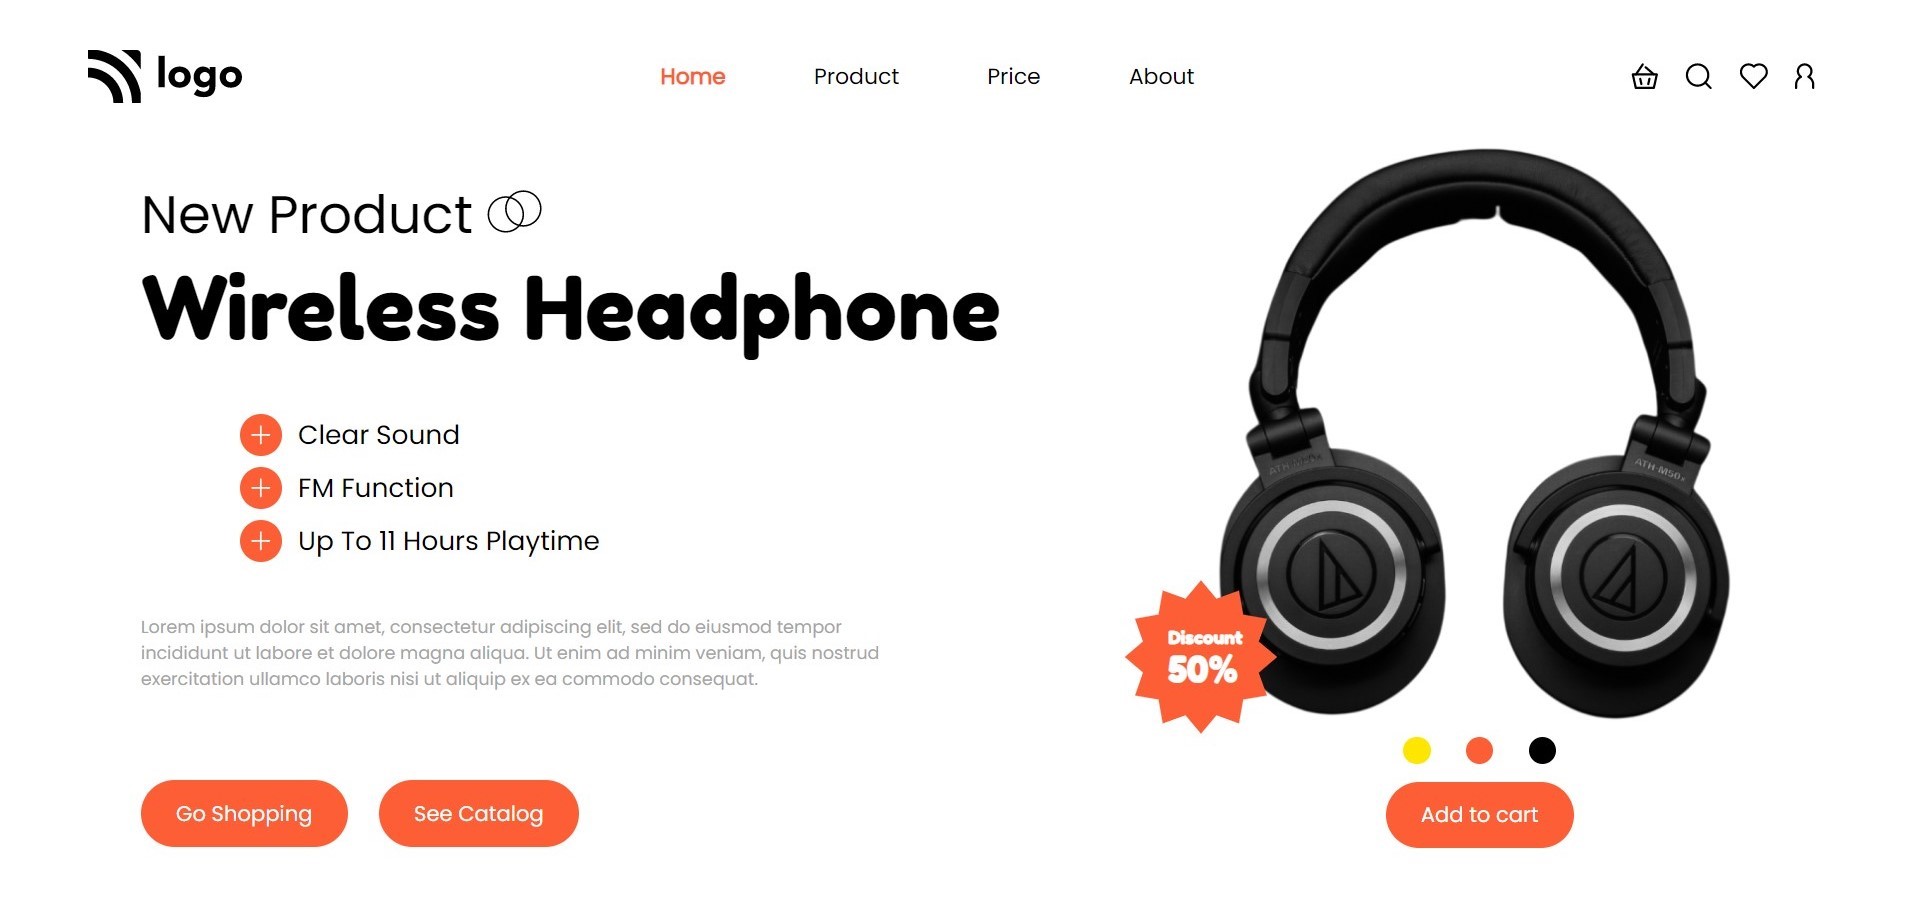 logo
Home
Product
Price
About
New Product
Wireless Headphone
Clear Sound
FM Function
Up To 11 Hours Playtime
Lorem ipsum dolor sit amet, consectetur adipiscing elit, sed do eiusmod tempor
incididunt ut labore et dolore magna aliqua. Ut enim ad minim veniam, quis nostrud
exercitation ullamco laboris nisi ut aliquip ex ea commodo consequat.
Go Shopping
See Catalog
ATH-M50x
ATH-M50x
Discount
50%
Add to cart